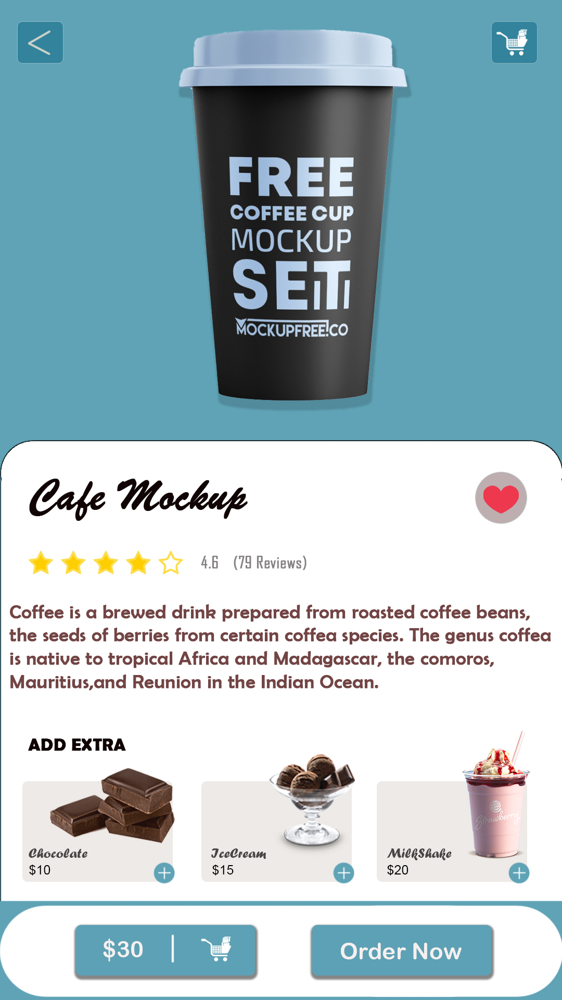 FREE
COFFEE CUP
MOCKUP
SET
MOCKUPFREE.CO
Cafe Mockup
4.6 (79 Reviews)
Coffee is a brewed drink prepared from roasted coffee beans,
the seeds of berries from certain coffea species. The genus coffea
is native to tropical Africa and Madagascar, the comoros,
Mauritius,and Reunion in the Indian Ocean.
ADD EXTRA
Chocolate
$10
IceCream
$15
KING
Strawberry
MilkShake
$20
$30
Order Now